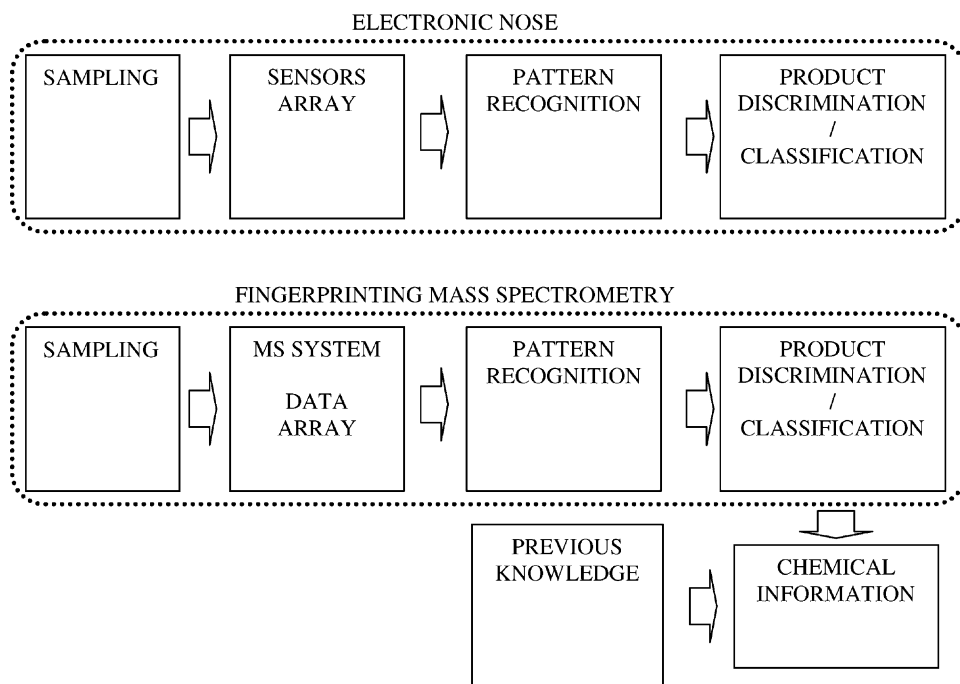 ELECTRONIC NOSE
SAMPLING
SENSORS
ARRAY
PATTERN
RECOGNITION
PRODUCT
DISCRIMINATION
/
CLASSIFICATION
FINGERPRINTING MASS SPECTROMETRY
SAMPLING
MS SYSTEM
DATA
ARRAY
PATTERN
RECOGNITION
PRODUCT
DISCRIMINATION
/
CLASSIFICATION
PREVIOUS
KNOWLEDGE
CHEMICAL
INFORMATION